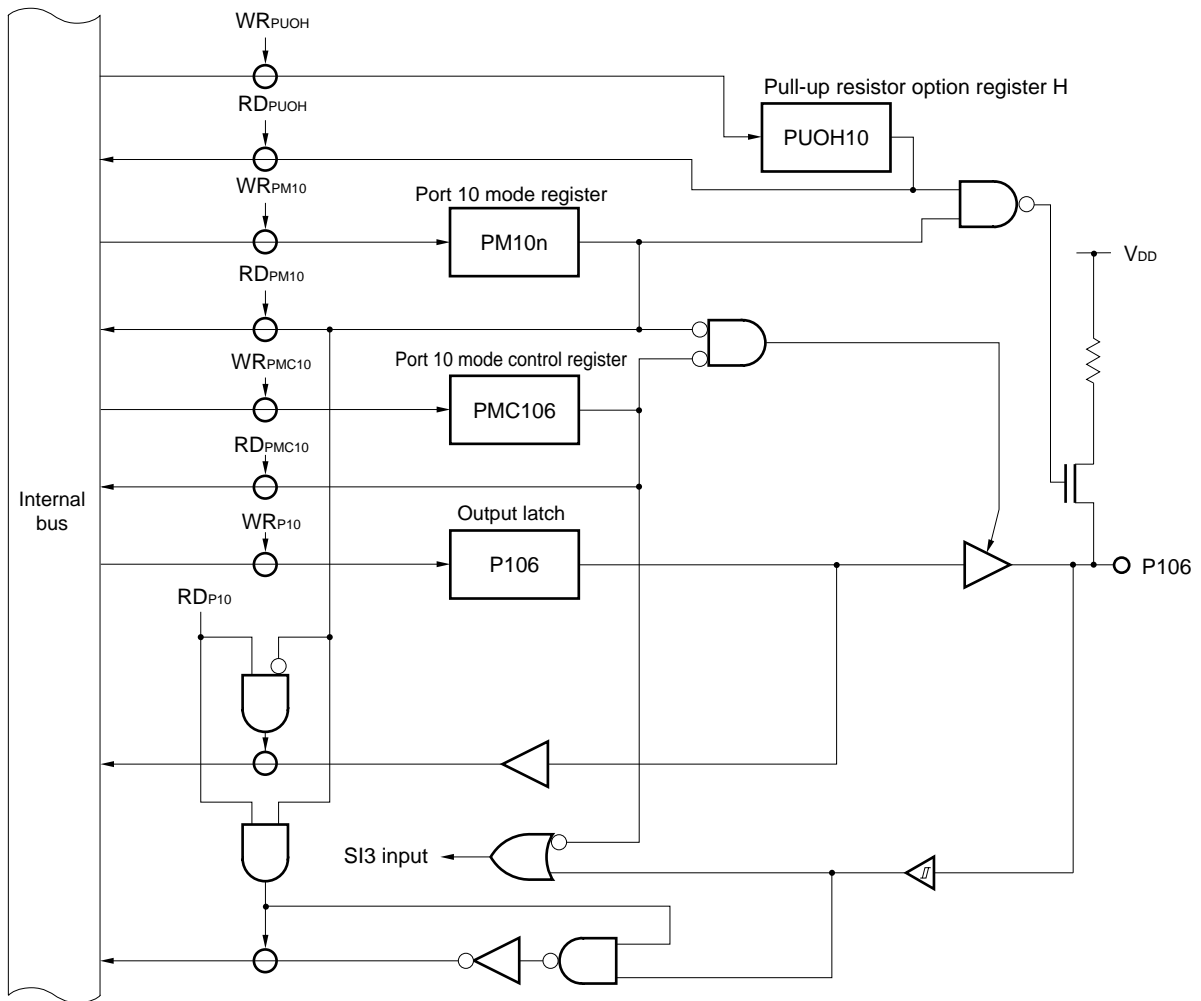 WRPUOH
RDPUOH
Pull-up resistor option register H
PUOH10
WRPM10
Port 10 mode register
PM10n
RDPM10
VDD
WRPMC10
Port 10 mode control register
PMC106
RDPMC10
Internal
bus
WRP10
Output latch
P106
P106
RDP10
SI3 input